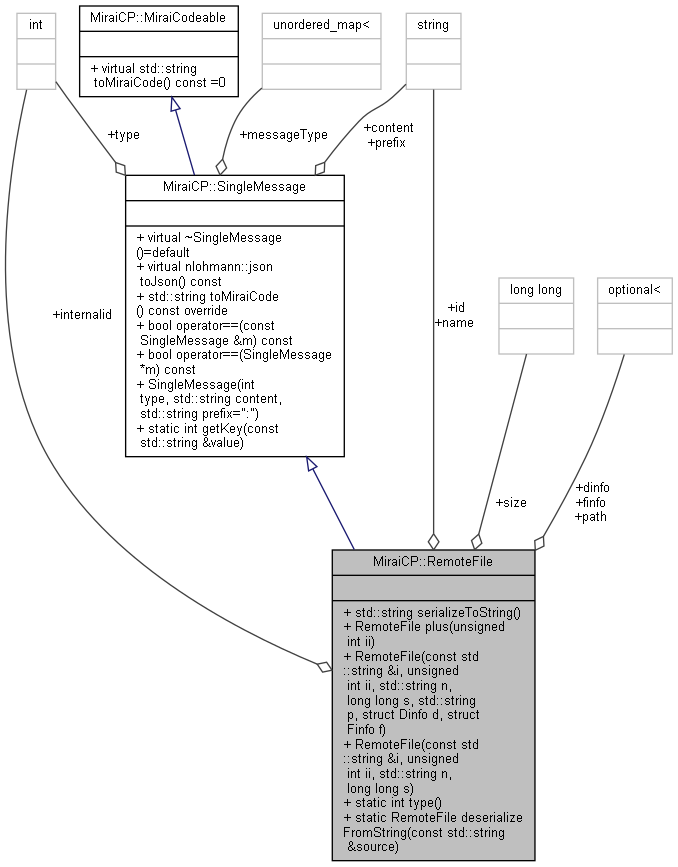 int
MiraiCP::MiraiCodeable
+ virtual std::string
toMiraiCode() const =0
unordered_map<
string
+type
+messageType
+content
+prefix
MiraiCP::SingleMessage
+ virtual ~SingleMessage
()=default
+ virtual nlohmann::json
toJson() const
+ std::string toMiraiCode
() const override
+ bool operator==(const
SingleMessage &m) const
+ bool operator==(SingleMessage
*m) const
+ SingleMessage(int
type, std::string content,
std::string prefix=":")
+ static int getKey(const
std::string &value)
+internalid
+id
+name
long long
optional<
+size
+dinfo
+finfo
+path
MiraiCP::RemoteFile
+ std::string serializeToString()
+ RemoteFile plus(unsigned
int ii)
+ RemoteFile(const std
::string &i, unsigned
int ii, std::string n,
long long s, std::string
p, struct Dinfo d, struct
Finfo f)
+ RemoteFile(const std
::string &i, unsigned
int ii, std::string n,
long long s)
+ static int type()
+ static RemoteFile deserialize
FromString(const std::string
&source)